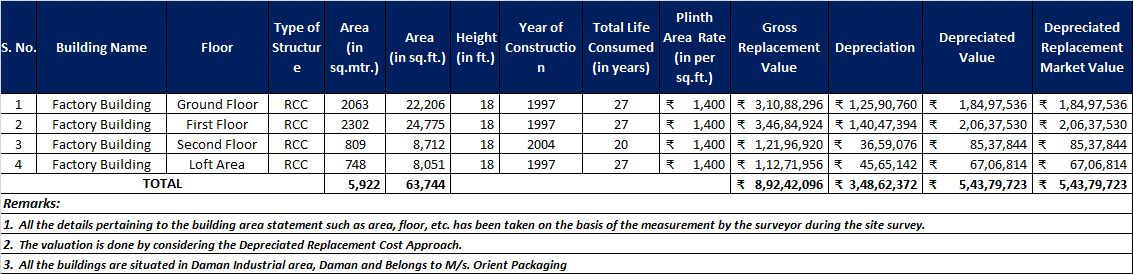 S. No. Building Name Floor Type of Structure Area (in sq.mtr.) Area (in sq.ft.) Height (in ft.) Year of Construction Total Life Consumed (in years) Plinth Area Rate (in per sq.ft.) Gross Replacement Value Depreciation Depreciated Value Depreciated Replacement Market Value
1 Factory Building Ground Floor RCC 2063 22,206 18 1997 27 ₹ 1,400 ₹ 3,10,88,296 ₹ 1,25,90,760 ₹ 1,84,97,536 ₹ 1,84,97,536
2 Factory Building First Floor RCC 2302 24,775 18 1997 27 ₹ 1,400 ₹ 3,46,84,924 ₹ 1,40,47,394 ₹ 2,06,37,530 ₹ 2,06,37,530
3 Factory Building Second Floor RCC 809 8,712 18 2004 20 ₹ 1,400 ₹ 1,21,96,920 ₹ 36,59,076 ₹ 85,37,844 ₹ 85,37,844
4 Factory Building Loft Area RCC 748 8,051 18 1997 27 ₹ 1,400 ₹ 1,12,71,956 ₹ 45,65,142 ₹ 67,06,814 ₹ 67,06,814
TOTAL 5,922 63,744 ₹ 8,92,42,096 ₹ 3,48,62,372 ₹ 5,43,79,723 ₹ 5,43,79,723
Remarks:
1. All the details pertaining to the building area statement such as area, floor, etc. has been taken on the basis of the measurement by the surveyor during the site survey.
2. The valuation is done by considering the Depreciated Replacement Cost Approach.
3. All the buildings are situated in Daman Industrial area, Daman and Belongs to M/s. Orient Packaging